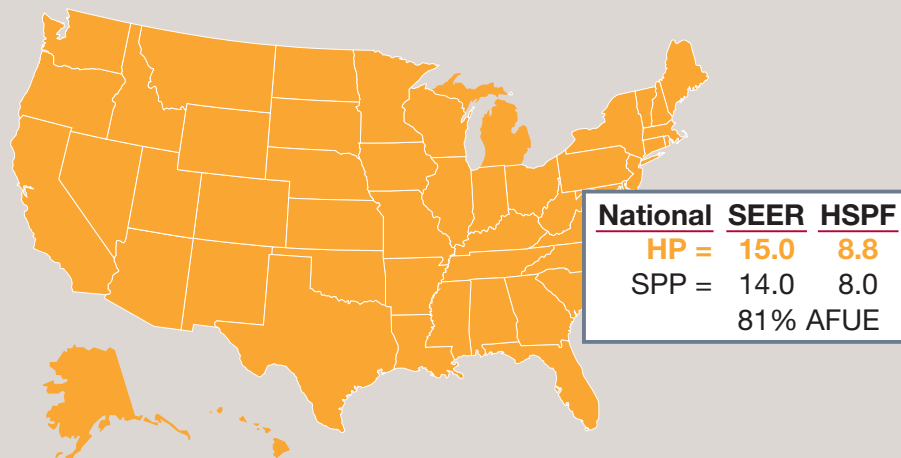 National SEER HSPF
HP = 15.0 8.8
SPP = 14.0 8.0
81% AFUE